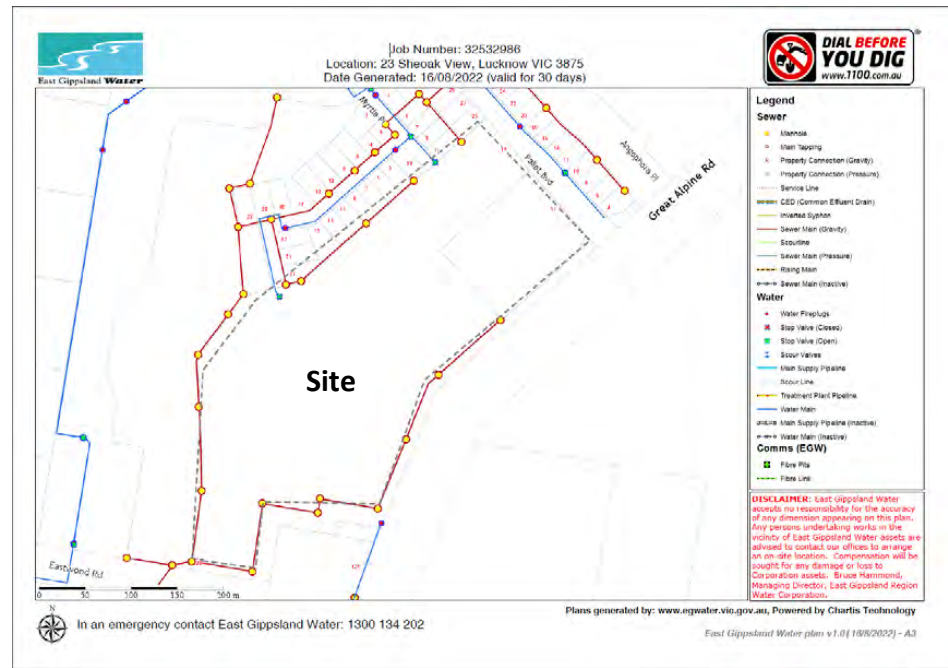 East Gippsland Water
Job Number: 32532986
Location: 23 Sheoak View, Lucknow VIC 3875
Date Generated: 16/08/2022 (valid for 30 days)
DIAL BEFORE
YOU DIG
www.1100.com.au
Myrtle Pl
Palen Bvd
Angophora Pl
Great Alpine Rd
Site
Eastwood Rd
0 50 100 150 200 m
N
Legend
Sewer
Manhole
Main Tapping
Property Connection (Gravity)
Property Connection (Pressure)
Service Line
CED (Common Effluent Drain)
Inverted Syphon
Sewer Main (Gravity)
Scourline
Sewer Main (Pressure)
Rising Main
Sewer Main (Inactive)
Water
Water Fireplugs
Stop Valve (Closed)
Stop Valve (Open)
Scour Valves
Main Supply Pipeline
Scour Line
Treatment Plant Pipeline
Water Main
Main Supply Pipeline (Inactive)
Water Main (Inactive)
Comms (EGW)
Fibre Pits
Fibre Link
DISCLAIMER: East Gippsland Water
accepts no responsibility for the accuracy
of any dimension appearing on this plan.
Any persons undertaking works in the
vicinity of East Gippsland Water assets are
advised to contact our offices to arrange
an on-site location. Compensation will be
sought for any damage or loss to
Corporation assets. Bruce Hammond,
Managing Director, East Gippsland Region
Water Corporation.
Plans generated by: www.egwater.vic.gov.au, Powered by Chartis Technology
In an emergency contact East Gippsland Water: 1300 134 202
East Gippsland Water plan v1.0 (16/8/2022) - A3